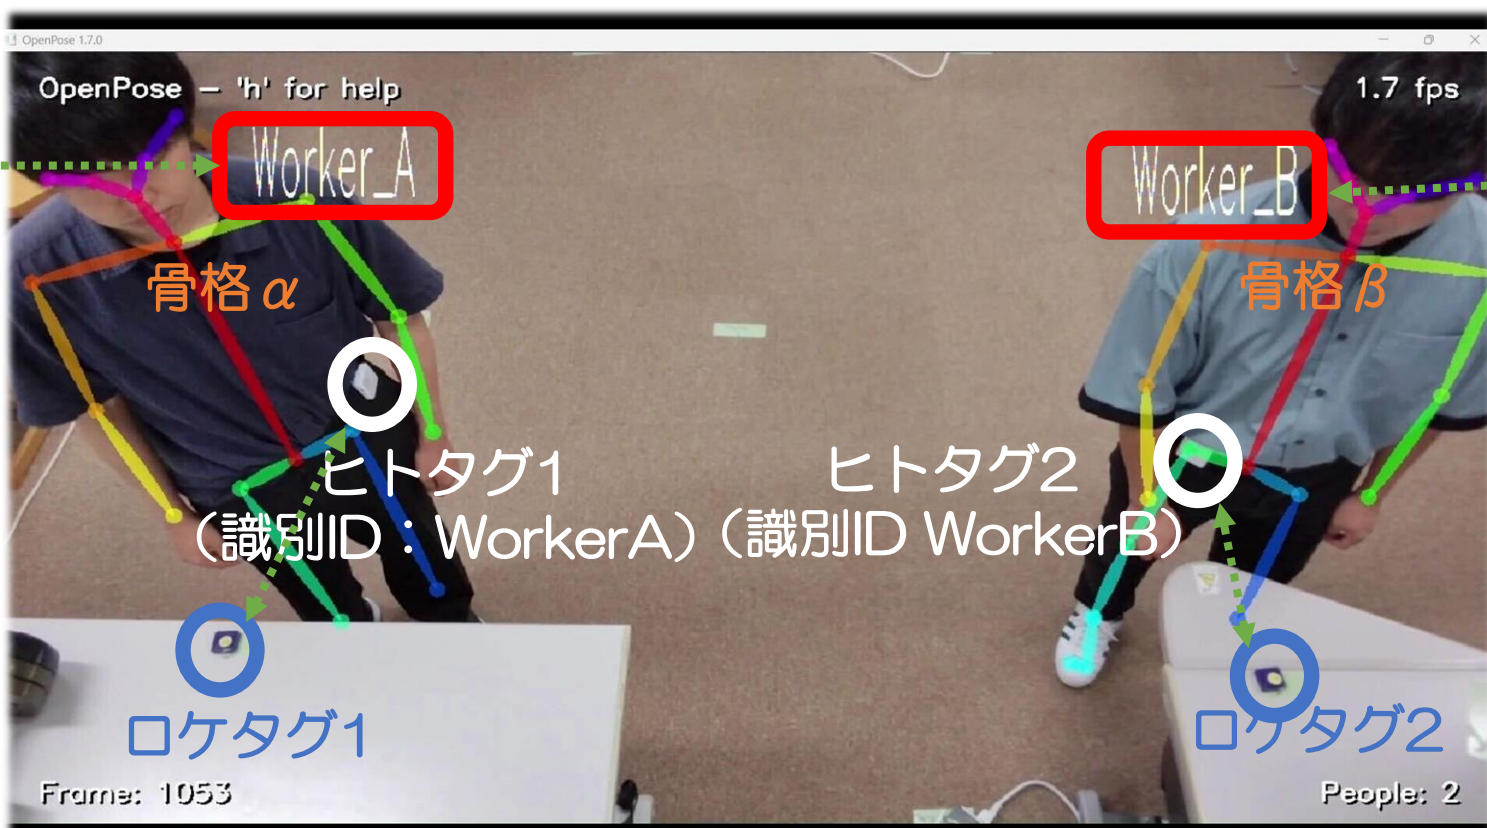 OpenPose 1.7.0
OpenPose - 'h' for help
1.7 fps
Worker_A
Worker_B
骨格α
骨格β
ヒトタグ1
(識別ID：WorkerA)
ヒトタグ2
(識別ID WorkerB)
ロケタグ1
ロケタグ2
Frame: 1053
People: 2